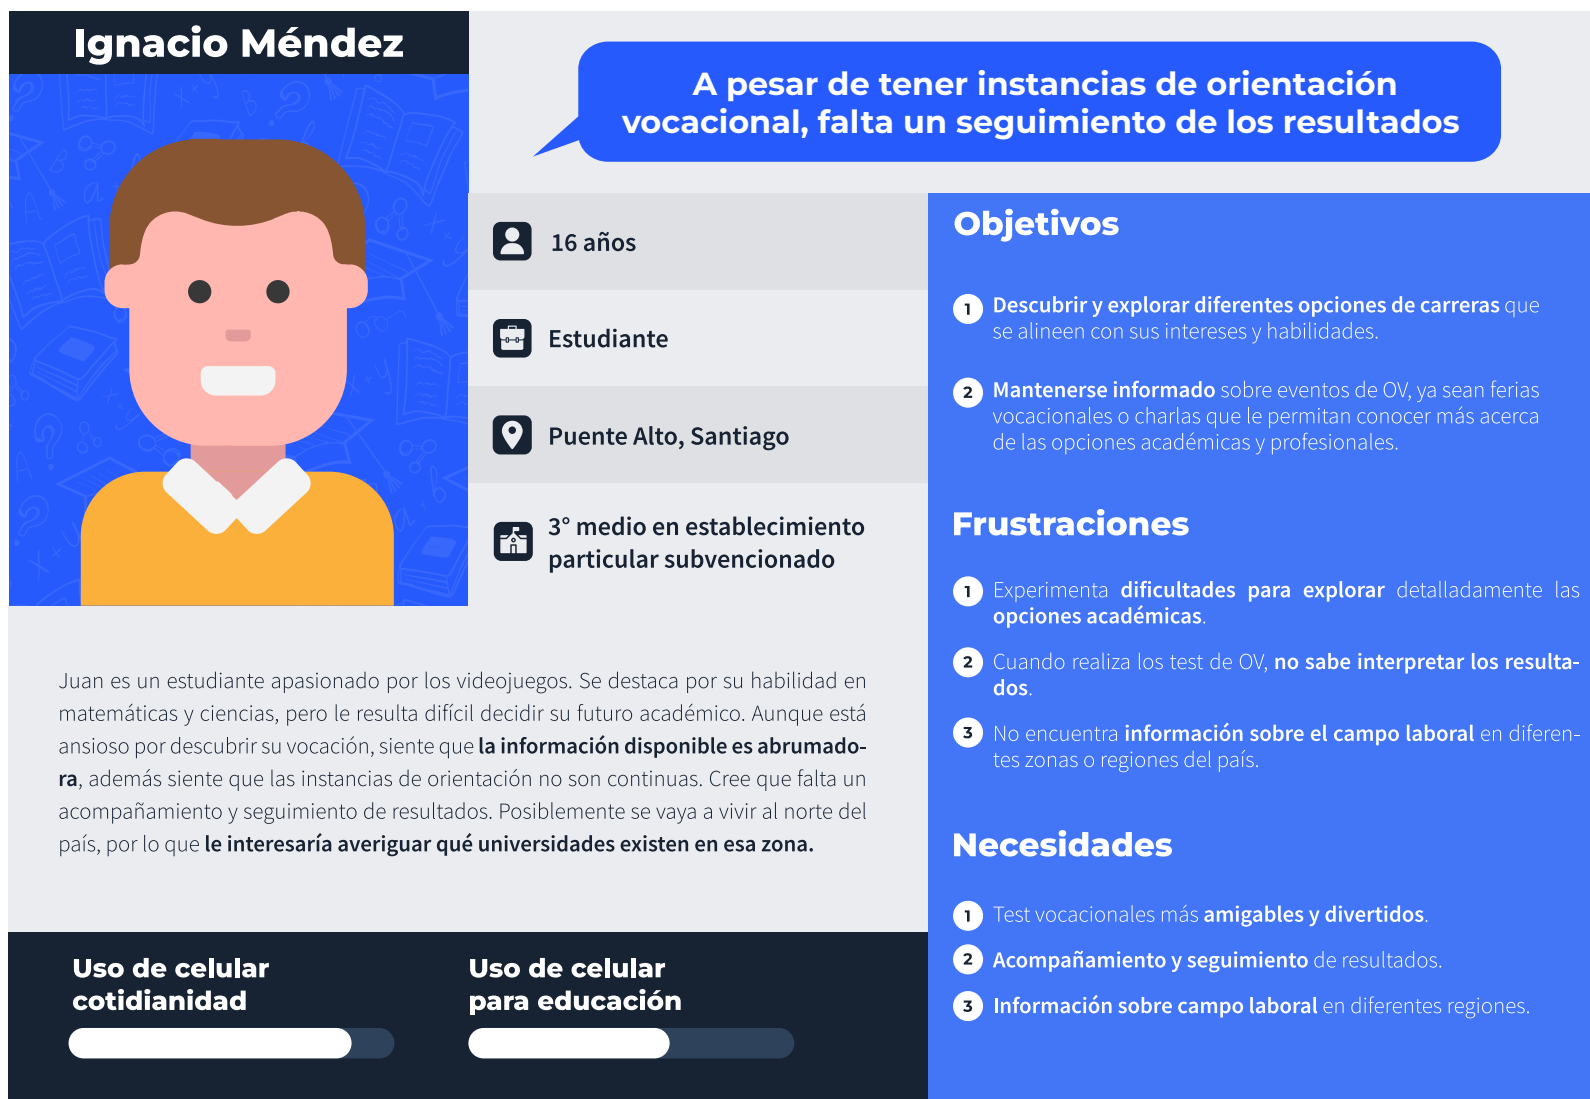 Ignacio Méndez
A pesar de tener instancias de orientación
vocacional, falta un seguimiento de los resultados
16 años
Estudiante
Puente Alto, Santiago
3° medio en establecimiento
particular subvencionado
Juan es un estudiante apasionado por los videojuegos. Se destaca por su habilidad en
matemáticas y ciencias, pero le resulta difícil decidir su futuro académico. Aunque está
ansioso por descubrir su vocación, siente que la información disponible es abrumado-
ra, además siente que las instancias de orientación no son continuas. Cree que falta un
acompañamiento y seguimiento de resultados. Posiblemente se vaya a vivir al norte del
país, por lo que le interesaría averiguar qué universidades existen en esa zona.
Uso de celular
cotidianidad
Uso de celular
para educación
Objetivos
1 Descubrir y explorar diferentes opciones de carreras que
se alineen con sus intereses y habilidades.
2 Mantenerse informado sobre eventos de OV, ya sean ferias
vocacionales o charlas que le permitan conocer más acerca
de las opciones académicas y profesionales.
Frustraciones
1 Experimenta dificultades para explorar detalladamente las
opciones académicas.
2 Cuando realiza los test de OV, no sabe interpretar los resulta-
dos.
3 No encuentra información sobre el campo laboral en diferen-
tes zonas o regiones del país.
Necesidades
1 Test vocacionales más amigables y divertidos.
2 Acompañamiento y seguimiento de resultados.
3 Información sobre campo laboral en diferentes regiones.